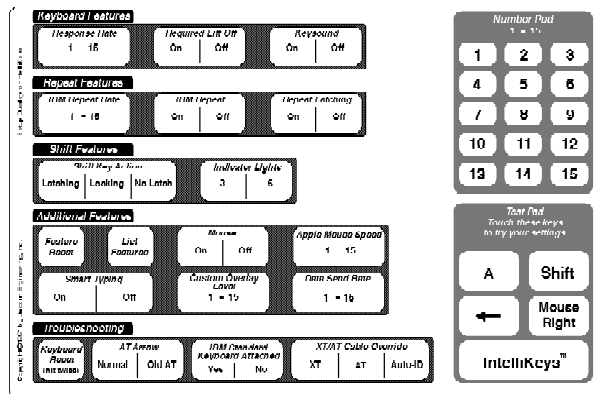 Keyboard Features
Response Rate
1 - 15
Required Lift Off
On Off
Keysound
On Off
Repeat Features
IBM Repeat Rate
1 - 15
IBM Repeat
On Off
Repeat Latching
On Off
Shift Features
Shift Key Action
Latching Locking No Latch
Indicator Lights
3 6
Additional Features
Feature
Reset
List
Features
Mouse
On Off
Apple Mouse Speed
1 15
Smart Typing
On Off
Custom Overlay
Level
1 - 15
Data Send Rate
1 - 15
Troubleshooting
Keyboard
Reset
(hit twice)
AT Arrow
Normal Old AT
IBM Standard
Keyboard Attached
Yes No
XT/AT Cable Override
XT AT Auto-ID
Number Pad
1 - 15
1 2 3
4 5 6
7 8 9
10 11 12
13 14 15
Test Pad
Touch these keys
to try your settings
A Shift
←
Mouse
Right
IntelliKeys™